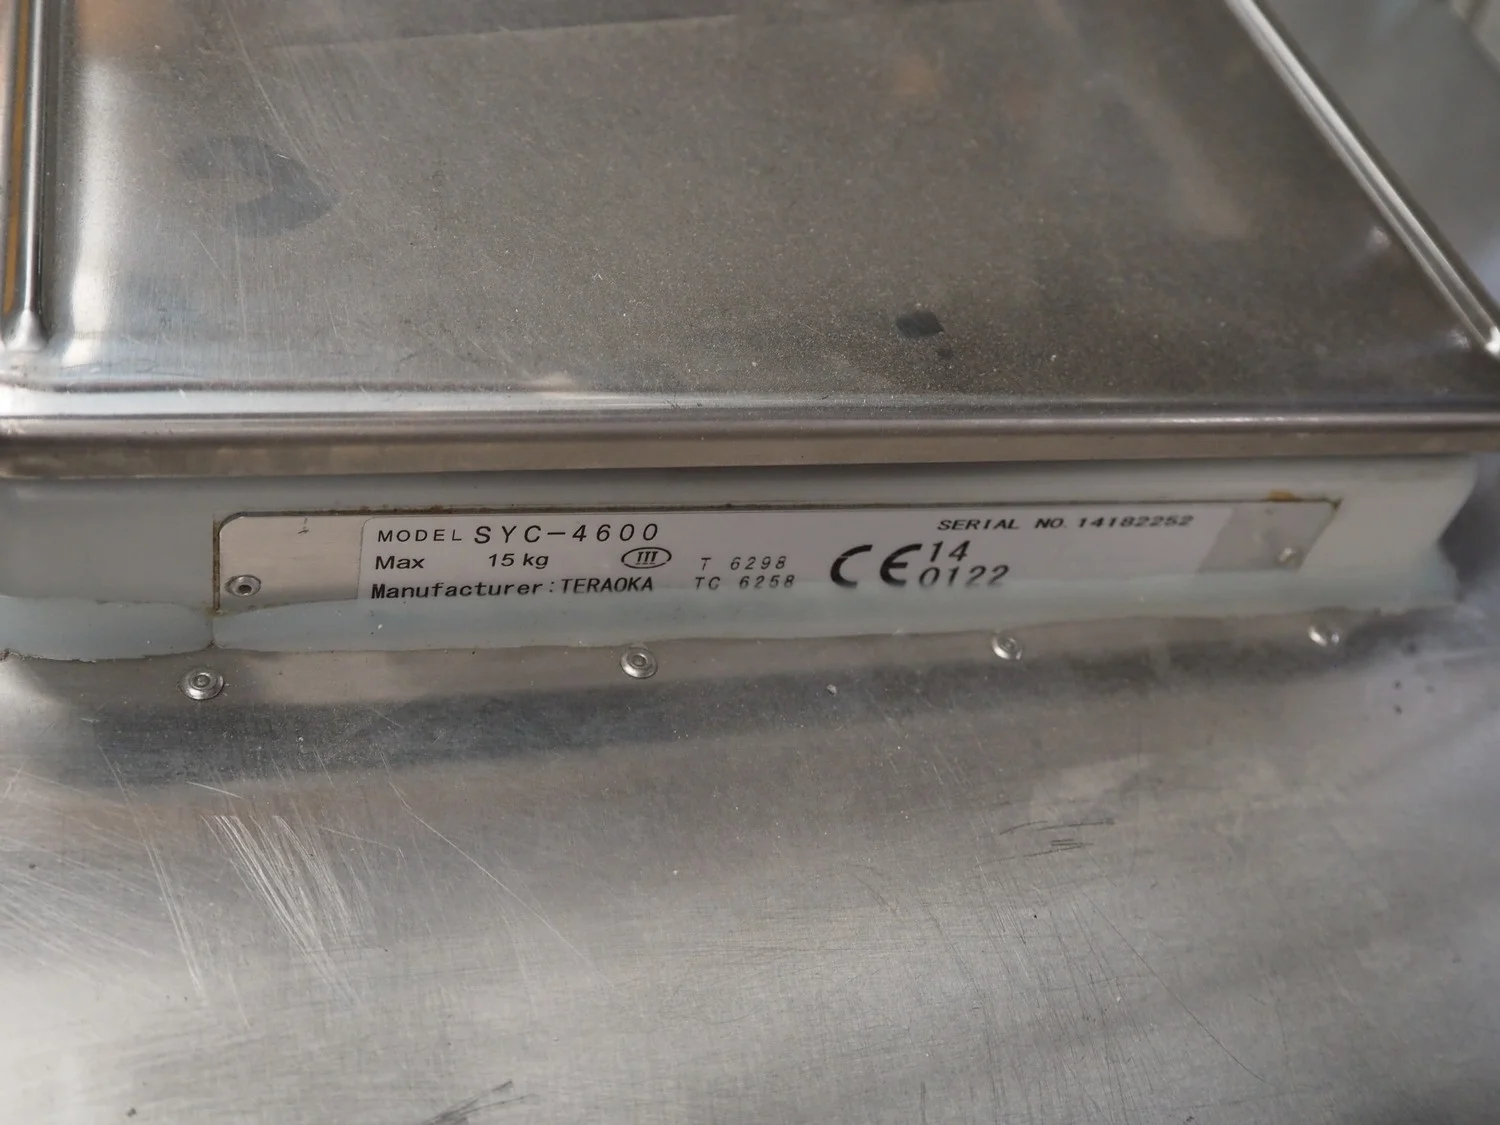 MODEL SYC-4600
SERIAL NO. 14182252
Max 15 kg III T 6298
CE 14
Manufacturer:TERAOKA TC 6258
0122